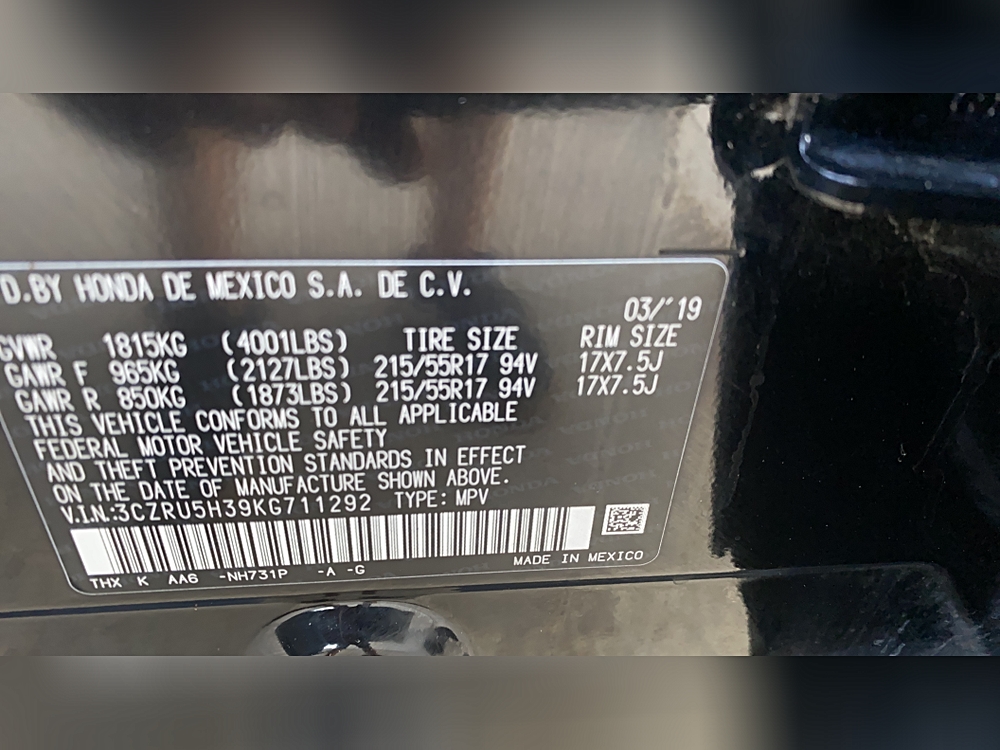 D.BY HONDA DE MEXICO S.A. DE C.V.
03/'19
GVWR 1815KG (4001LBS) TIRE SIZE RIM SIZE
GAWR F 965KG (2127LBS) 215/55R17 94V 17X7.5J
GAWR R 850KG (1873LBS) 215/55R17 94V 17X7.5J
THIS VEHICLE CONFORMS TO ALL APPLICABLE
FEDERAL MOTOR VEHICLE SAFETY
AND THEFT PREVENTION STANDARDS IN EFFECT
ON THE DATE OF MANUFACTURE SHOWN ABOVE.
V.I.N.:3CZRU5H39KG711292 TYPE: MPV
MADE IN MEXICO
THX K AA6 -NH731P -A -G